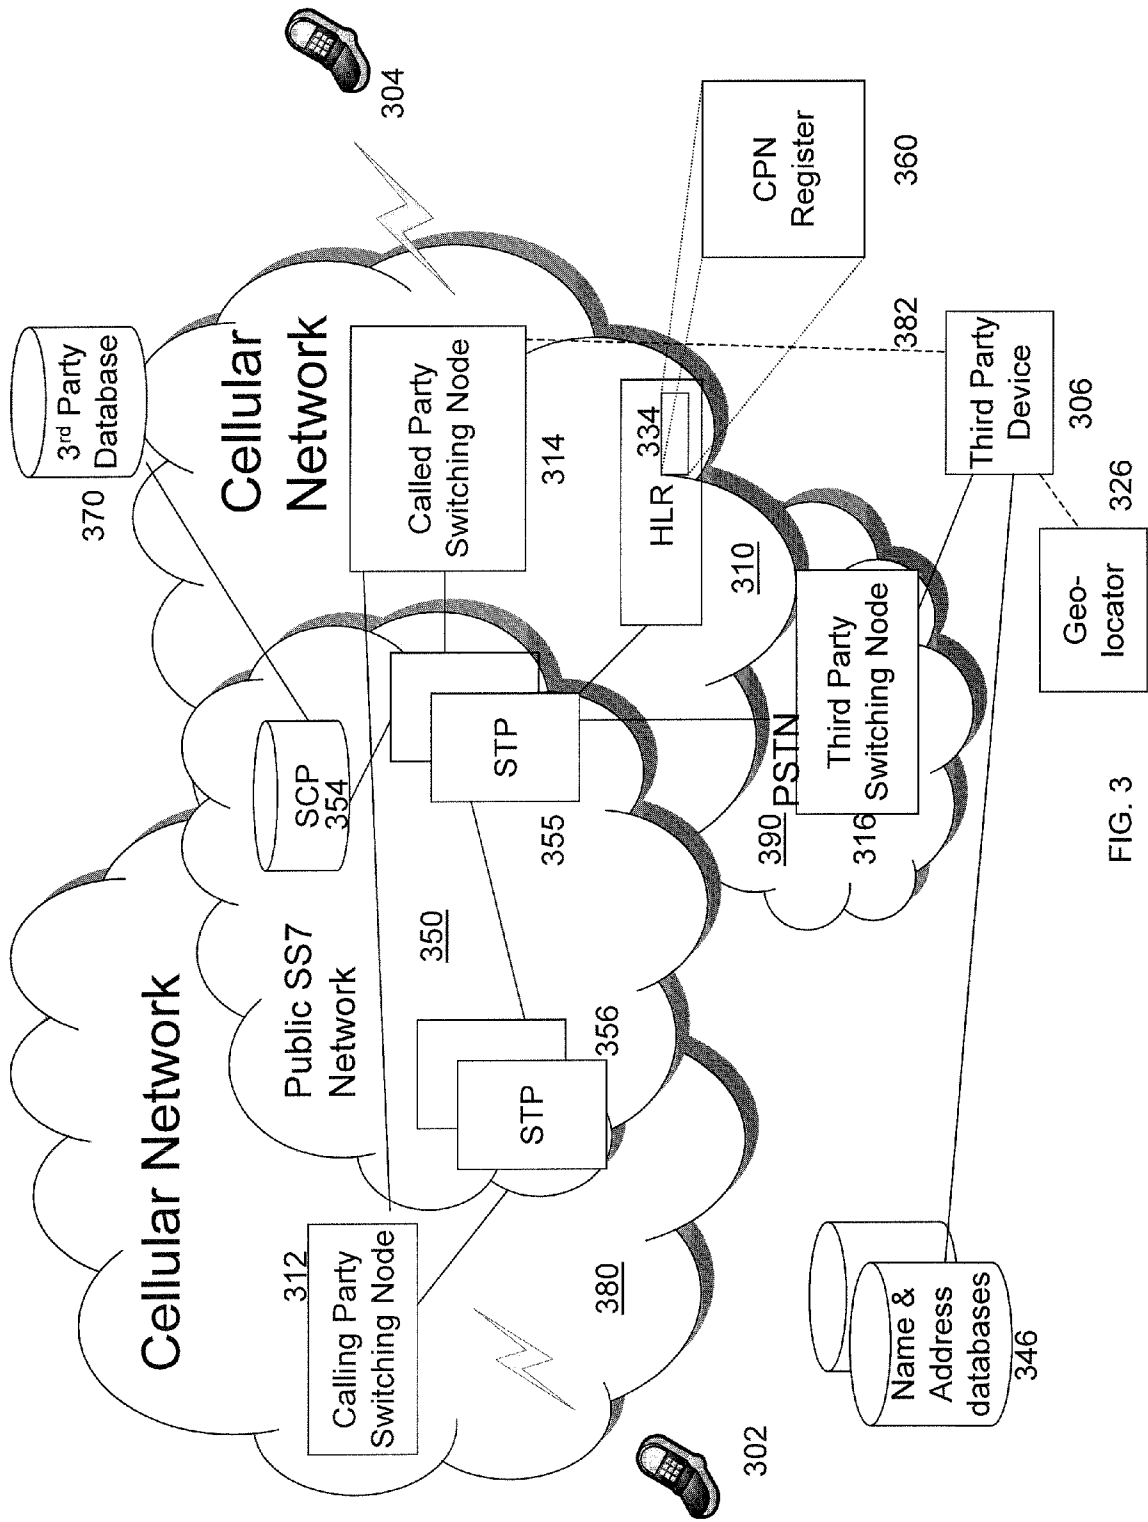 Cellular Network
Cellular
Network
Public SS7
Network
350
3rd Party
Database
370
304
SCP
354
312
Calling Party
Switching Node
Called Party
Switching Node
314
STP
356
STP
355
HLR
334
310
CPN
Register
360
380
302
390
PSTN
316
Third Party
Switching Node
382
Third Party
Device
306
326
Geo-
locator
Name &
Address
databases
346
FIG. 3